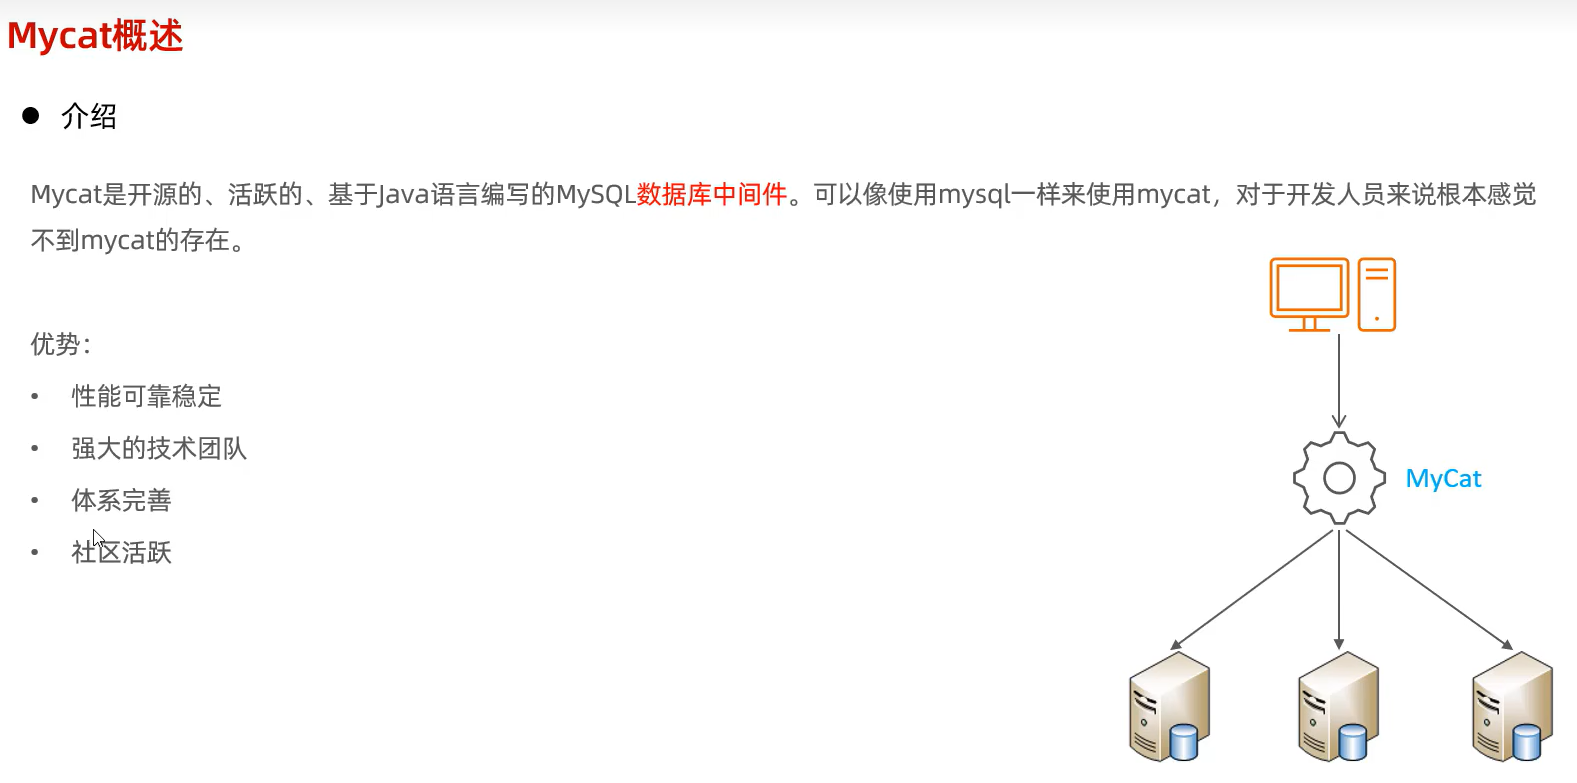 Mycat概述
● 介绍
Mycat是开源的、活跃的、基于Java语言编写的MySQL数据库中间件。可以像使用mysql一样来使用mycat，对于开发人员来说根本感觉
不到mycat的存在。
优势：
• 性能可靠稳定
• 强大的技术团队
• 体系完善
• 社区活跃
MyCat